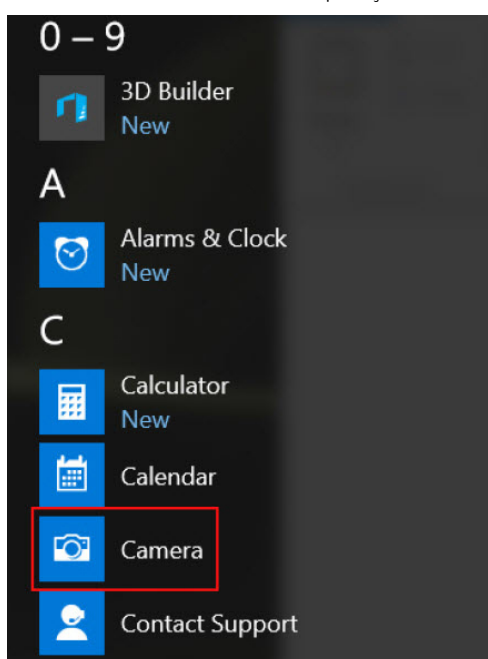 0 – 9
3D Builder
New
A
Alarms & Clock
New
C
Calculator
New
Calendar
Camera
Contact Support